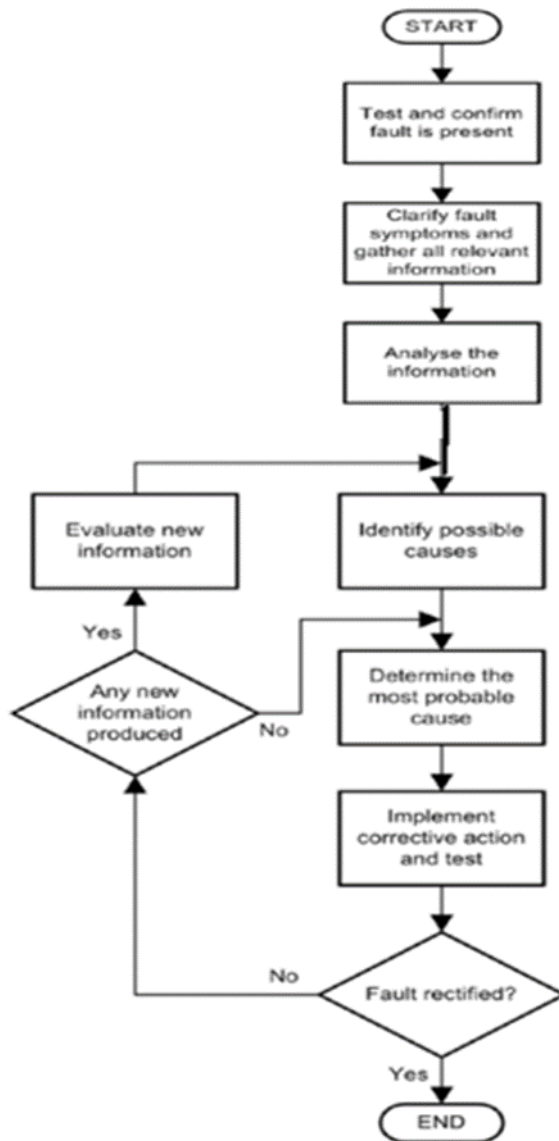 START
Test and confirm
fault is present
Clarify fault
symptoms and
gather all relevant
information
Analyse the
information
Evaluate new
information
Identify possible
causes
Yes
Any new
information
produced
No
Determine the
most probable
cause
Implement
corrective action
and test
No
Fault rectified?
Yes
END